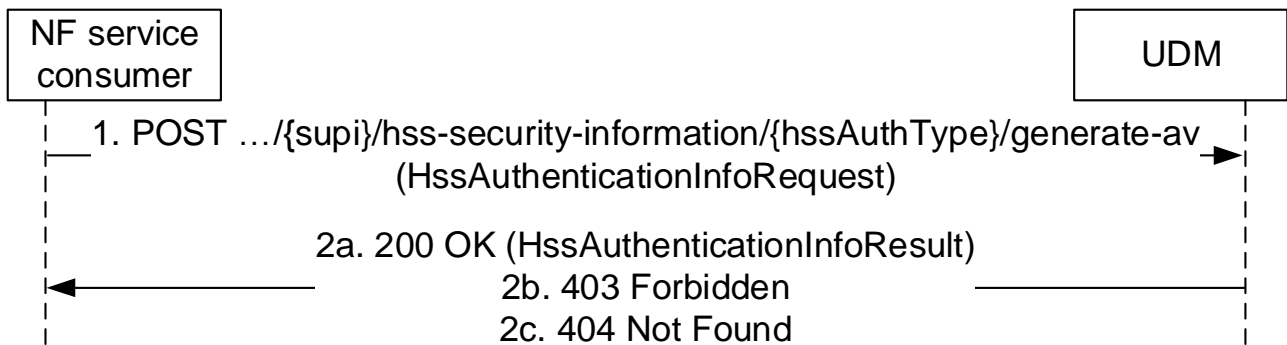 NF service
consumer
UDM
1. POST …/{supi}/hss-security-information/{hssAuthType}/generate-av
(HssAuthenticationInfoRequest)
2a. 200 OK (HssAuthenticationInfoResult)
2b. 403 Forbidden
2c. 404 Not Found